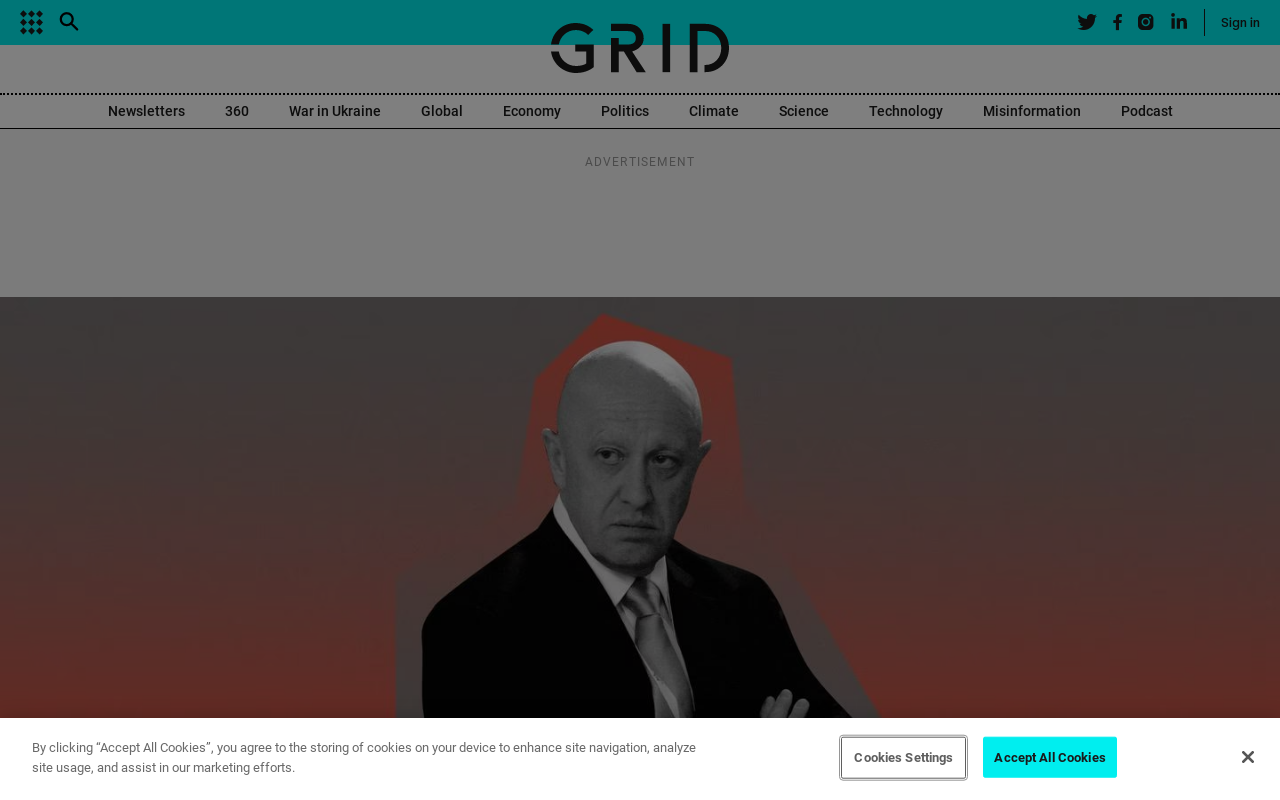 Sign in
GRID
Newsletters 360 War in Ukraine Global Economy Politics Climate Science Technology Misinformation Podcast
ADVERTISEMENT
By clicking “Accept All Cookies”, you agree to the storing of cookies on your device to enhance site navigation, analyze
site usage, and assist in our marketing efforts.
Cookies Settings
Accept All Cookies